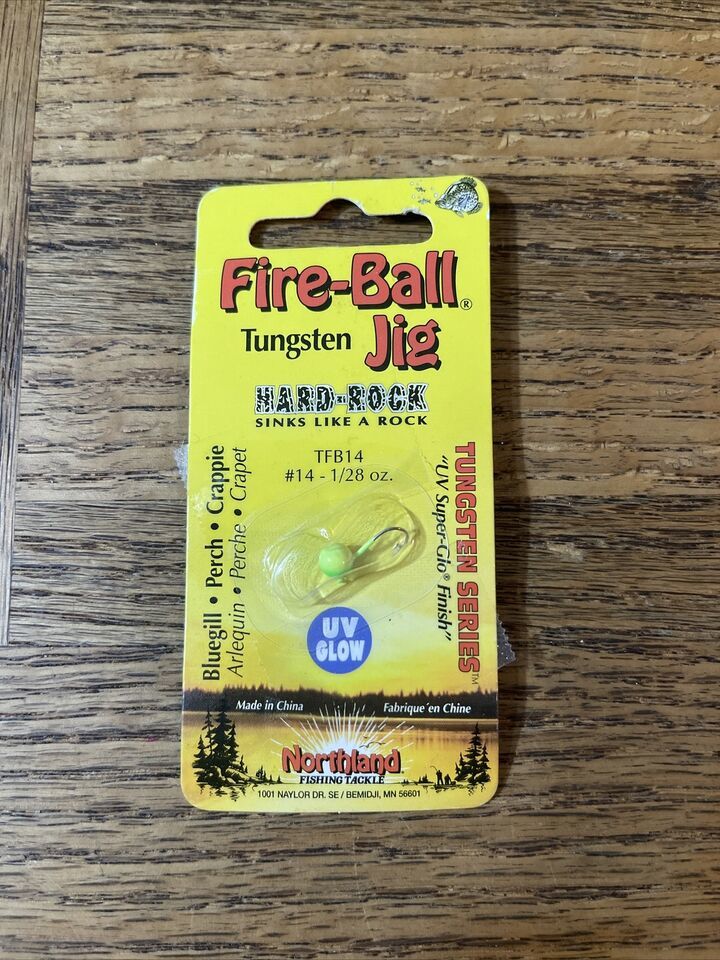 Fire-Ball®
Tungsten Jig
HARD-ROCK
SINKS LIKE A ROCK
TFB14
#14 - 1/28 oz.
Bluegill • Perch • Crappie
Arlequin • Perche • Crapet
TUNGSTEN SERIES™
"UV Super-Glo® Finish"
UV
GLOW
Made in China
Fabrique en Chine
Northland
FISHING TACKLE
1001 NAYLOR DR. SE / BEMIDJI, MN 56601